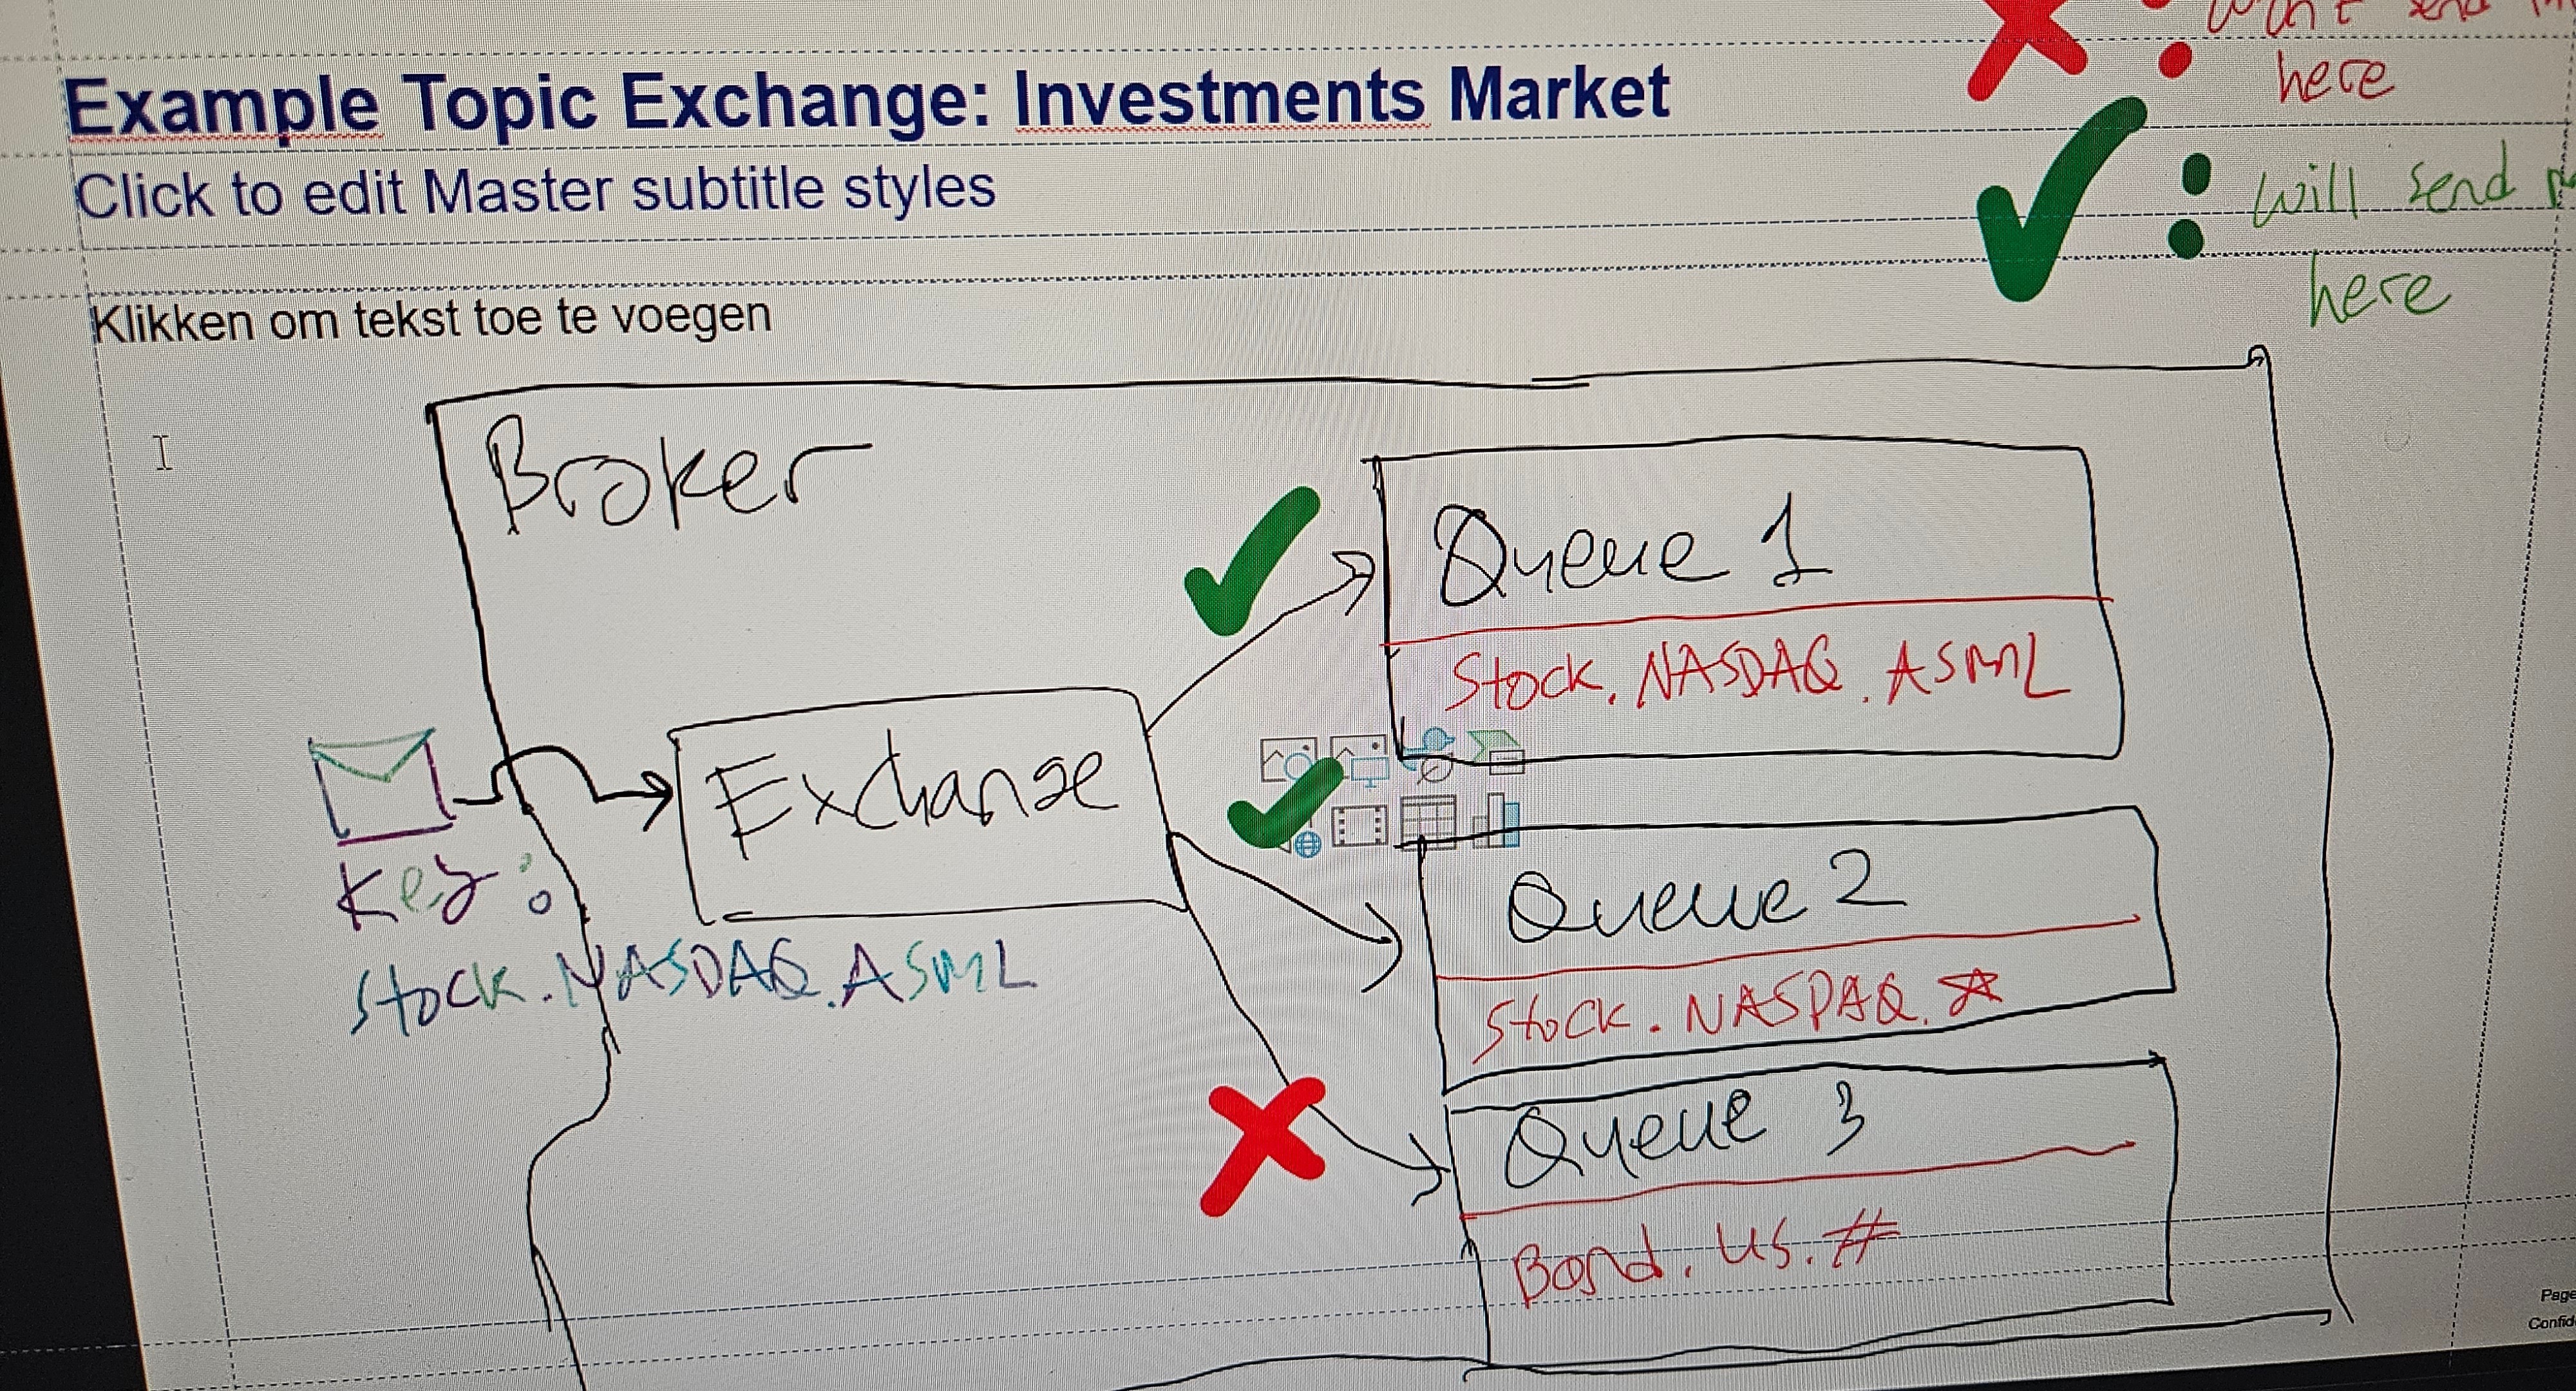 won't send
here
Example Topic Exchange: Investments Market
Click to edit Master subtitle styles
will send
here
Klikken om tekst toe te voegen
Broker
Queue 1
Stock.NASDAQ.ASML
Exchange
Key:
Stock.NASDAQ.ASML
Queue 2
Stock.NASDAQ.*
Queue 3
Bond.US.#
Page
Confid